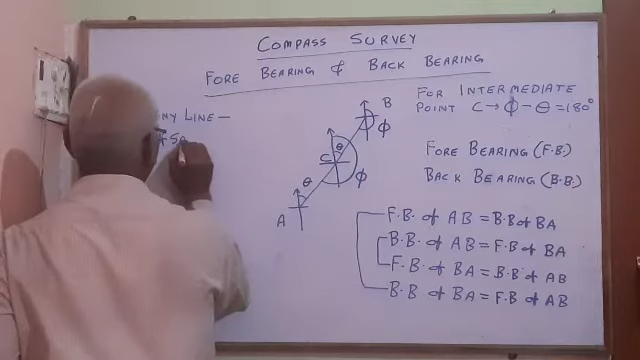 COMPASS SURVEY
FORE BEARING & BACK BEARING
NY LINE —
FOR INTERMEDIATE
POINT C → Φ − θ = 180°
B
Φ
θ
C
FORE BEARING (F.B.)
θ
Φ
BACK BEARING (B.B.)
A
F.B. of AB = B.B of BA
B.B. of AB = F.B of BA
F.B. of BA = B.B of AB
B.B of BA = F.B of AB